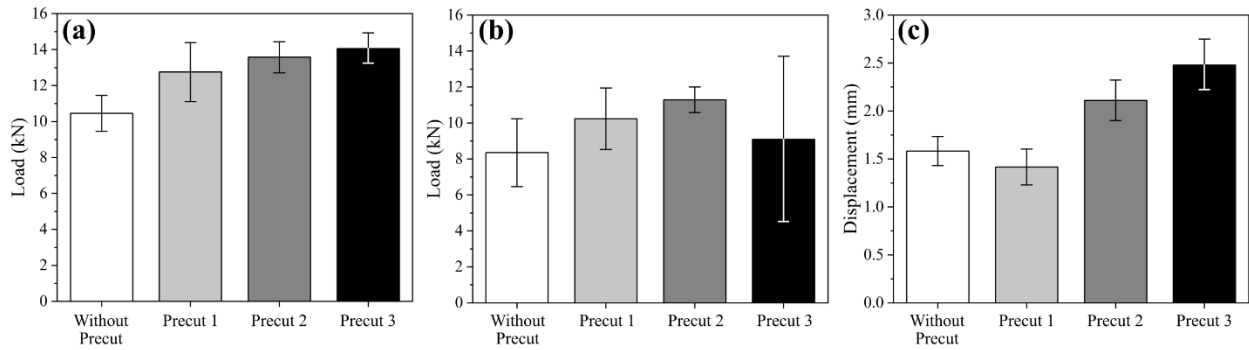 (a)
16
14
12
10
8
6
4
2
0
Load (kN)
Without
Precut
Precut 1
Precut 2
Precut 3
(b)
16
14
12
10
8
6
4
2
0
Load (kN)
Without
Precut
Precut 1
Precut 2
Precut 3
(c)
3.0
2.5
2.0
1.5
1.0
0.5
0.0
Displacement (mm)
Without
Precut
Precut 1
Precut 2
Precut 3